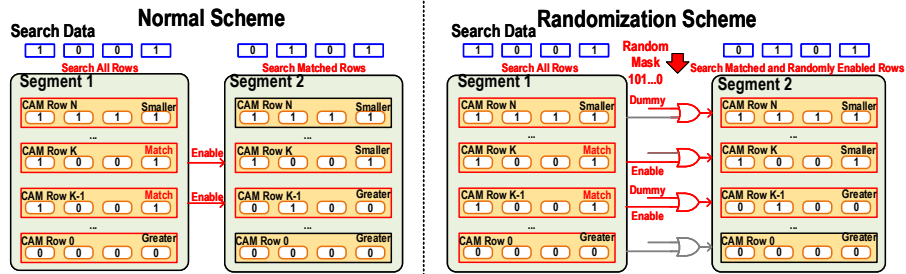 Normal Scheme
Search Data
1 0 0 1
0 1 0 1
Search All Rows
Search Matched Rows
Segment 1
CAM Row N Smaller
1 1 1 1
...
CAM Row K Match
1 0 0 1
Enable
CAM Row K-1 Match
1 0 0 1
Enable
...
CAM Row 0 Greater
0 0 0 0
Segment 2
CAM Row N Smaller
1 1 1 1
...
CAM Row K Smaller
1 0 0 1
CAM Row K-1 Greater
0 1 0 0
...
CAM Row 0 Greater
0 0 0 0
Randomization Scheme
Search Data
1 0 0 1
0 1 0 1
Search All Rows
Random
Mask
101...0
Search Matched and Randomly Enabled Rows
Segment 1
CAM Row N Smaller
1 1 1 1
...
CAM Row K Match
1 0 0 1
CAM Row K-1 Match
1 0 0 1
...
CAM Row 0 Greater
0 0 0 0
Dummy
Enable
Dummy
Enable
Segment 2
CAM Row N Smaller
1 1 1 1
...
CAM Row K Smaller
1 0 0 1
CAM Row K-1 Greater
0 1 0 0
...
CAM Row 0 Greater
0 0 0 0